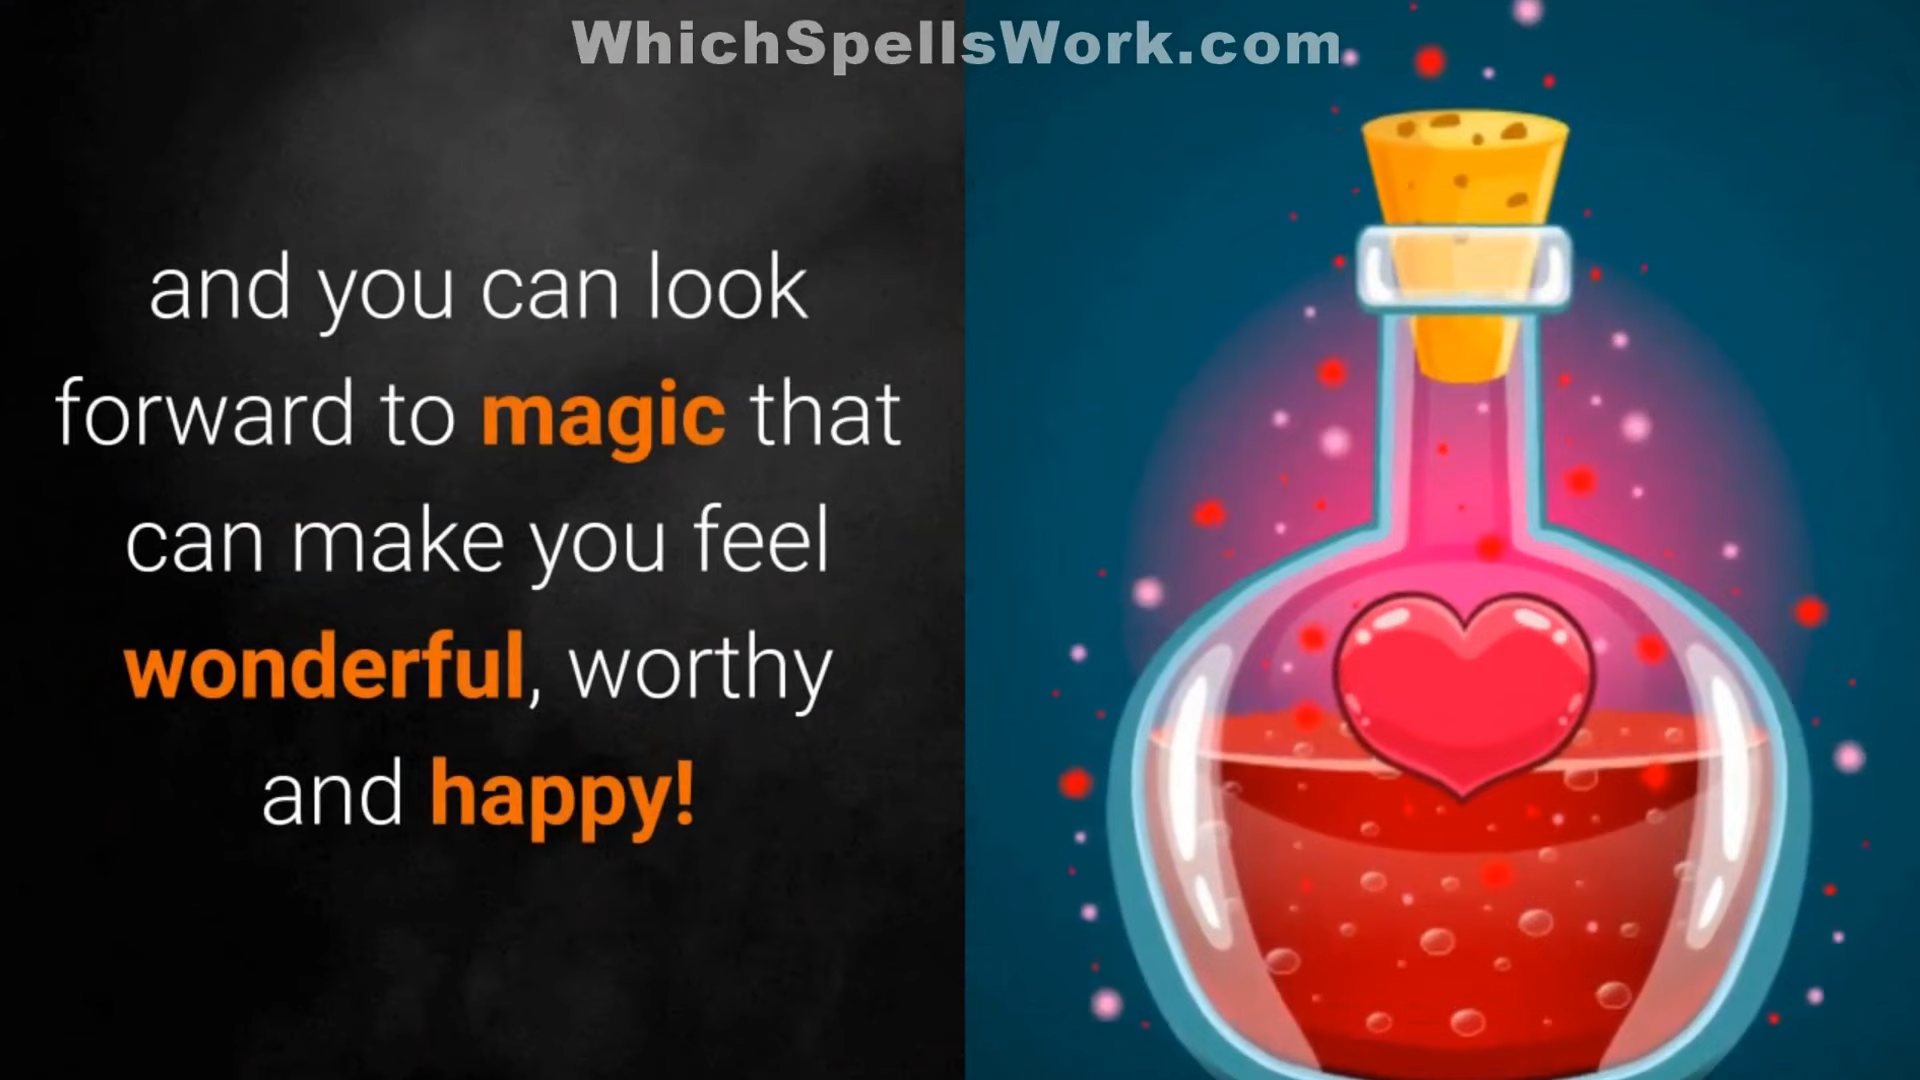 WhichSpellsWork.com
and you can look
forward to magic that
can make you feel
wonderful, worthy
and happy!